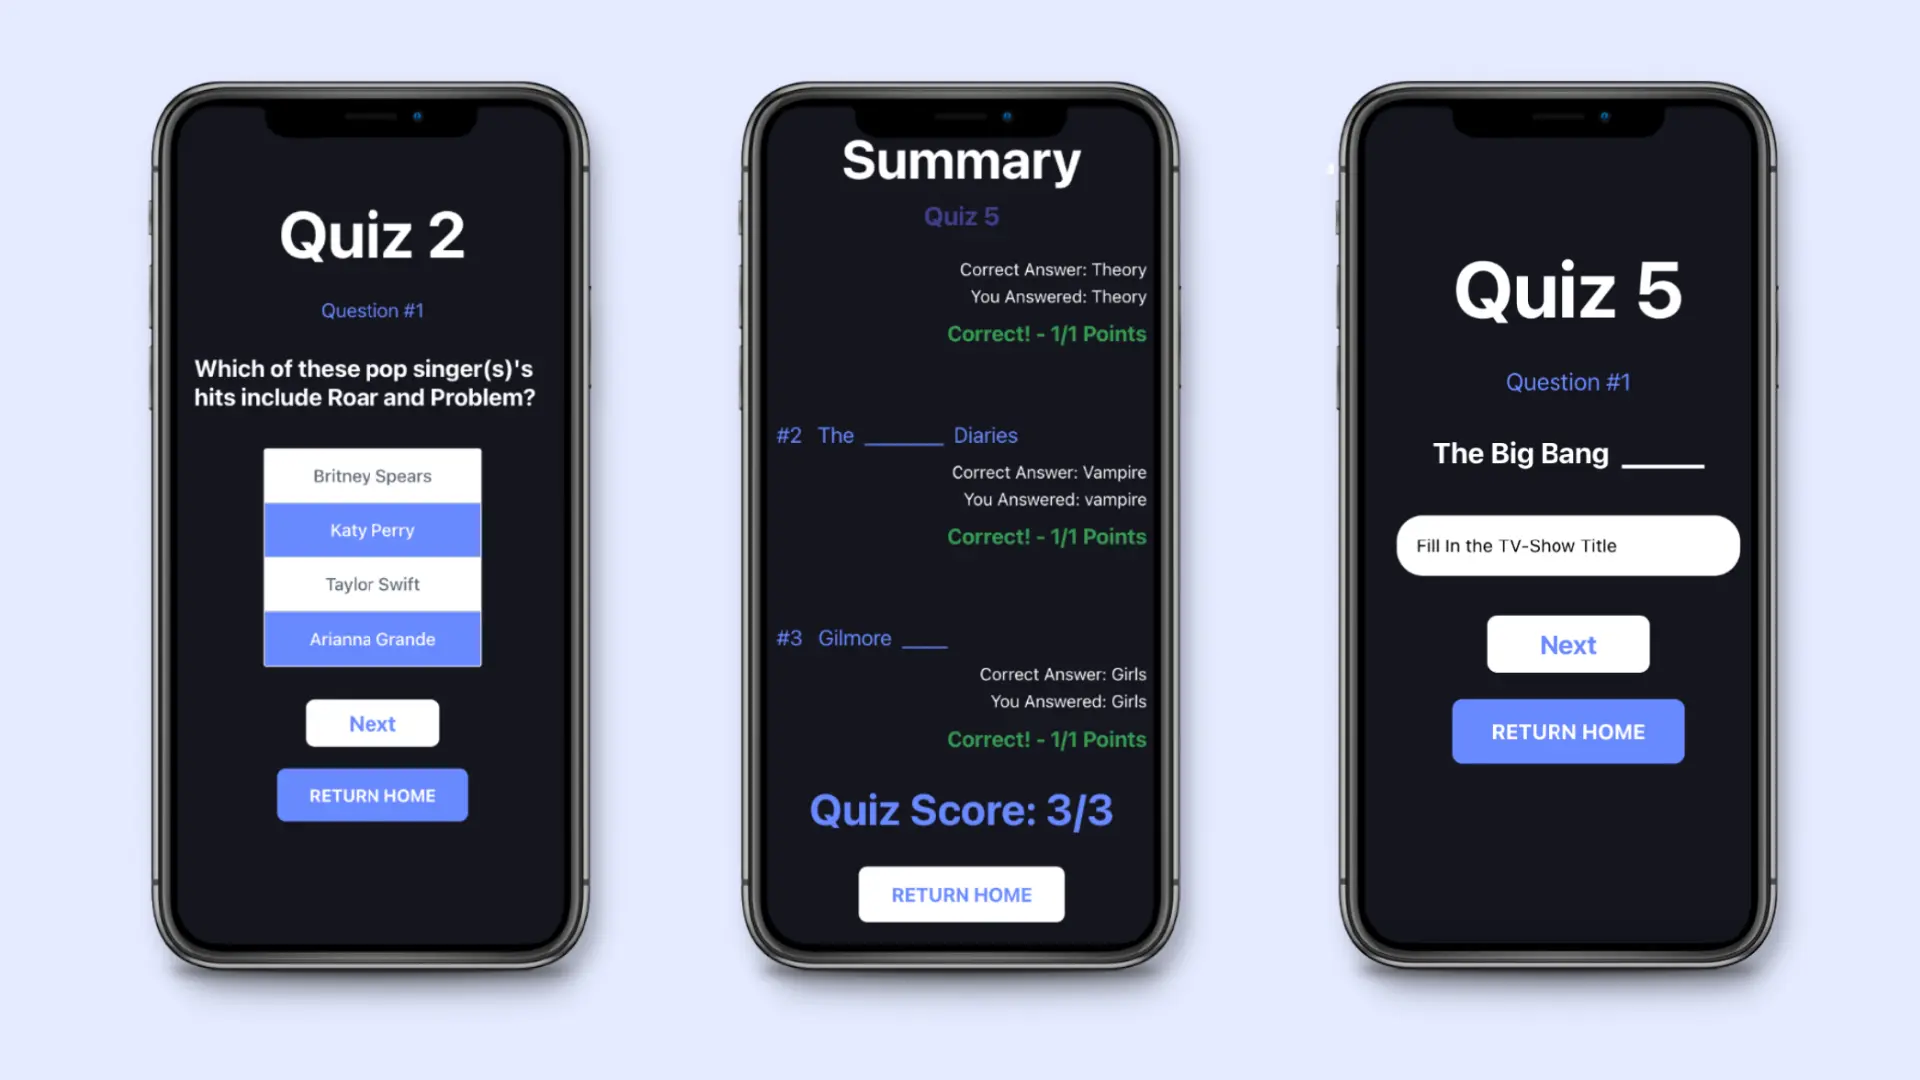 Quiz 2
Question #1
Which of these pop singer(s)'s
hits include Roar and Problem?
Britney Spears
Katy Perry
Taylor Swift
Arianna Grande
Next
RETURN HOME
Summary
Quiz 5
Correct Answer: Theory
You Answered: Theory
Correct! - 1/1 Points
#2 The ________ Diaries
Correct Answer: Vampire
You Answered: vampire
Correct! - 1/1 Points
#3 Gilmore _____
Correct Answer: Girls
You Answered: Girls
Correct! - 1/1 Points
Quiz Score: 3/3
RETURN HOME
Quiz 5
Question #1
The Big Bang ______
Fill In the TV-Show Title
Next
RETURN HOME